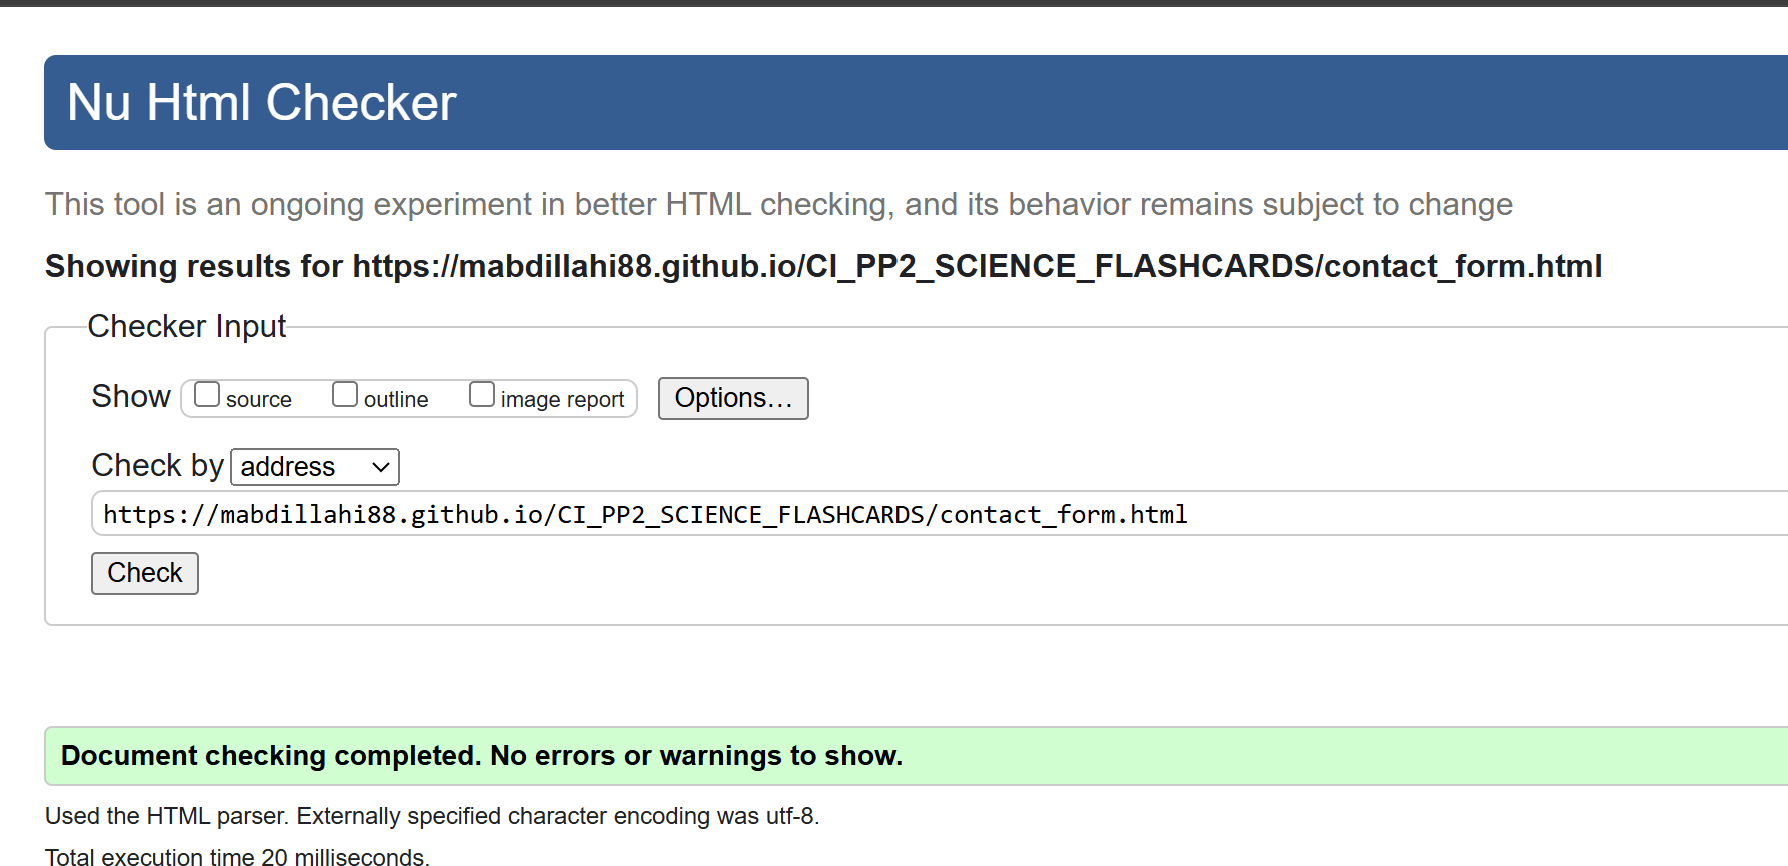 Nu Html Checker
This tool is an ongoing experiment in better HTML checking, and its behavior remains subject to change
Showing results for https://mabdillahi88.github.io/CI_PP2_SCIENCE_FLASHCARDS/contact_form.html
Checker Input
Show source outline image report Options...
Check by address
https://mabdillahi88.github.io/CI_PP2_SCIENCE_FLASHCARDS/contact_form.html
Check
Document checking completed. No errors or warnings to show.
Used the HTML parser. Externally specified character encoding was utf-8.
Total execution time 20 milliseconds.